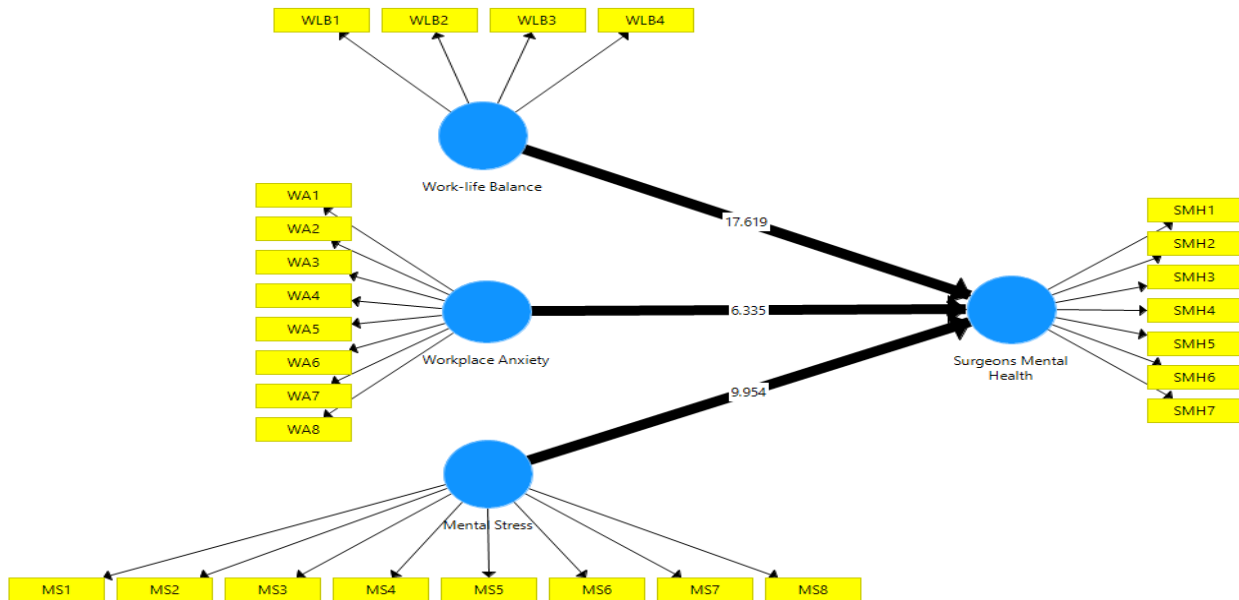 WLB1
WLB2
WLB3
WLB4
Work-life Balance
WA1
WA2
WA3
WA4
WA5
WA6
WA7
WA8
Workplace Anxiety
17.619
6.335
9.954
SMH1
SMH2
SMH3
SMH4
SMH5
SMH6
SMH7
Surgeons Mental
Health
Mental Stress
MS1
MS2
MS3
MS4
MS5
MS6
MS7
MS8